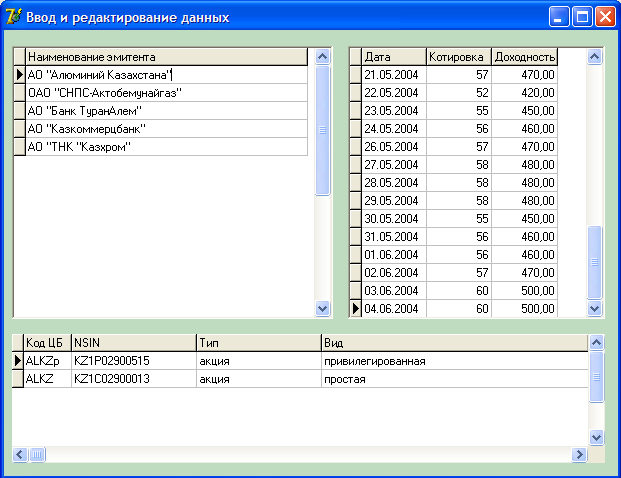 Ввод и редактирование данных
Наименование эмитента
АО "Алюминий Казахстана"
ОАО "СНПС-Актобемунайгаз"
АО "Банк ТуранАлем"
АО "Казкоммерцбанк"
АО "ТНК "Казхром"
Дата Котировка Доходность
21.05.2004 57 470,00
22.05.2004 52 420,00
23.05.2004 55 450,00
24.05.2004 56 460,00
26.05.2004 57 470,00
27.05.2004 58 480,00
28.05.2004 58 480,00
29.05.2004 58 480,00
30.05.2004 55 450,00
31.05.2004 56 460,00
01.06.2004 56 460,00
02.06.2004 57 470,00
03.06.2004 60 500,00
04.06.2004 60 500,00
Код ЦБ NSIN Тип Вид
ALKZp KZ1P02900515 акция привилегированная
ALKZ KZ1C02900013 акция простая